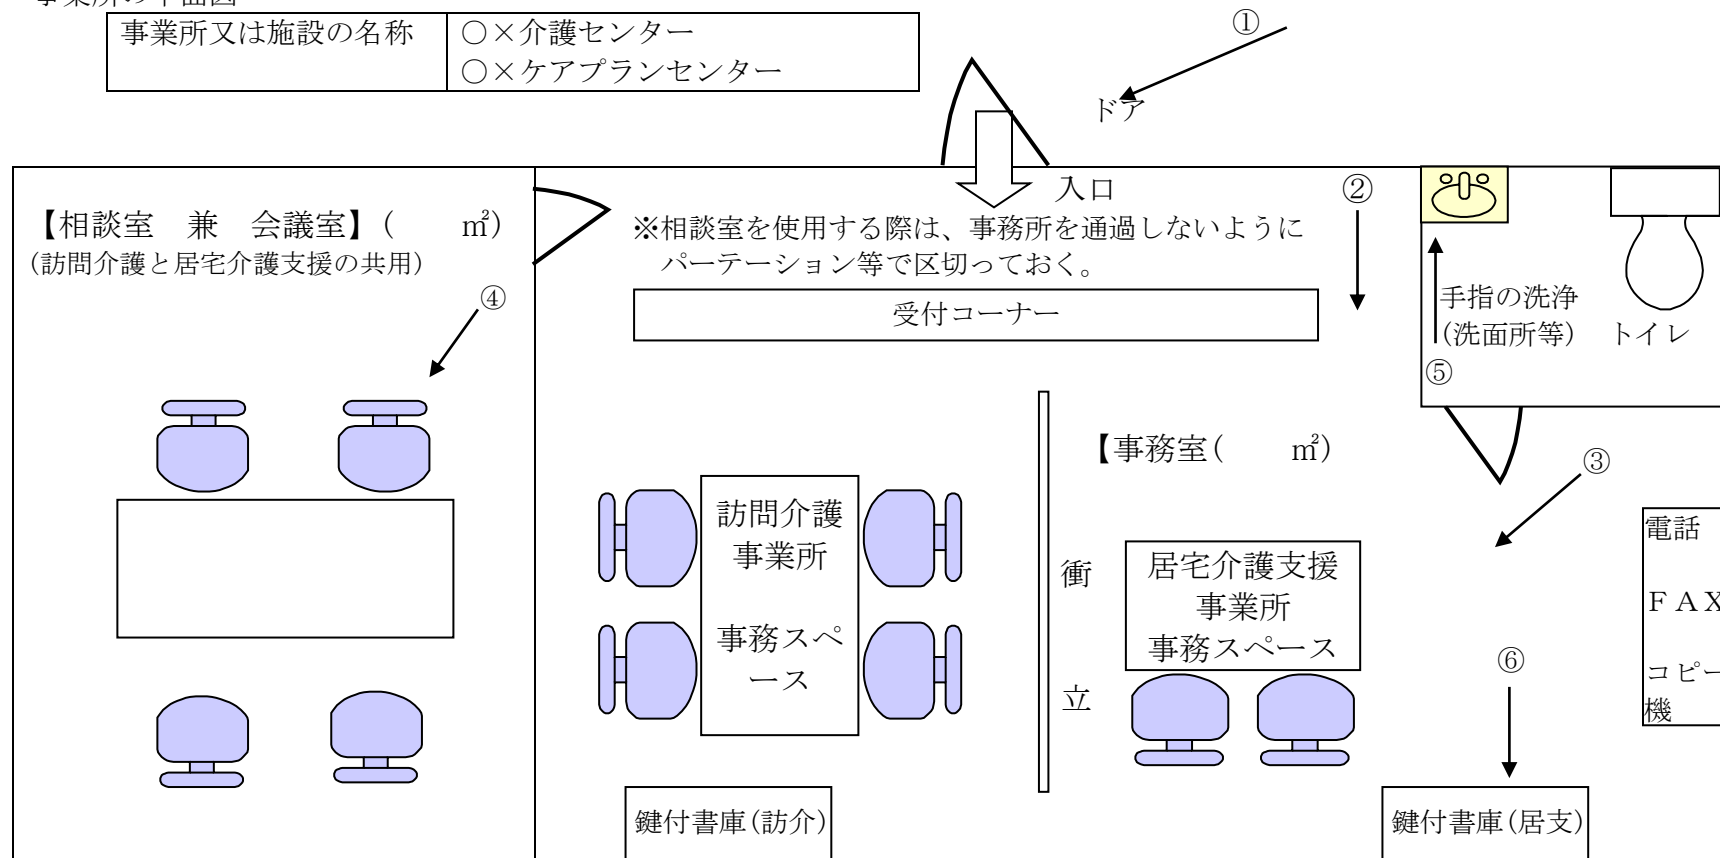 事業所又は施設の名称
○×介護センター
○×ケアプランセンター
①
ドア
入口
②
【相談室　兼　会議室】(　　㎡)
(訪問介護と居宅介護支援の共用)
※相談室を使用する際は、事務所を通過しないように
パーテーション等で区切っておく。
④
受付コーナー
手指の洗浄
(洗面所等)
トイレ
⑤
【事務室(　　㎡)
③
訪問介護
事業所
事務スペ
ース
衝
立
居宅介護支援
事業所
事務スペース
電話
ＦＡＸ
コピー
機
⑥
鍵付書庫(訪介)
鍵付書庫(居支)